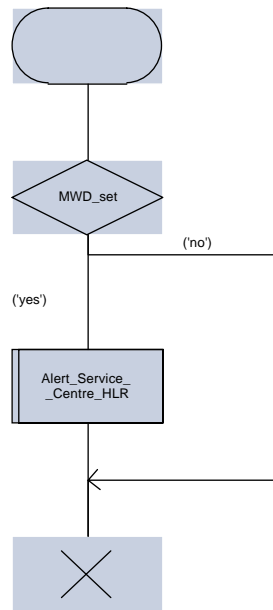 MWD_set
('no')
('yes')
Alert_Service_
_Centre_HLR